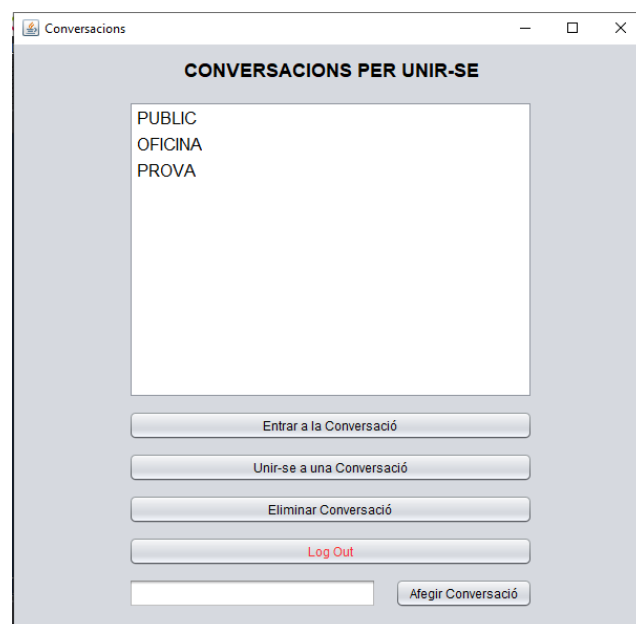 Conversacions
CONVERSACIONS PER UNIR-SE
PUBLIC
OFICINA
PROVA
Entrar a la Conversació
Unir-se a una Conversació
Eliminar Conversació
Log Out
Afegir Conversació